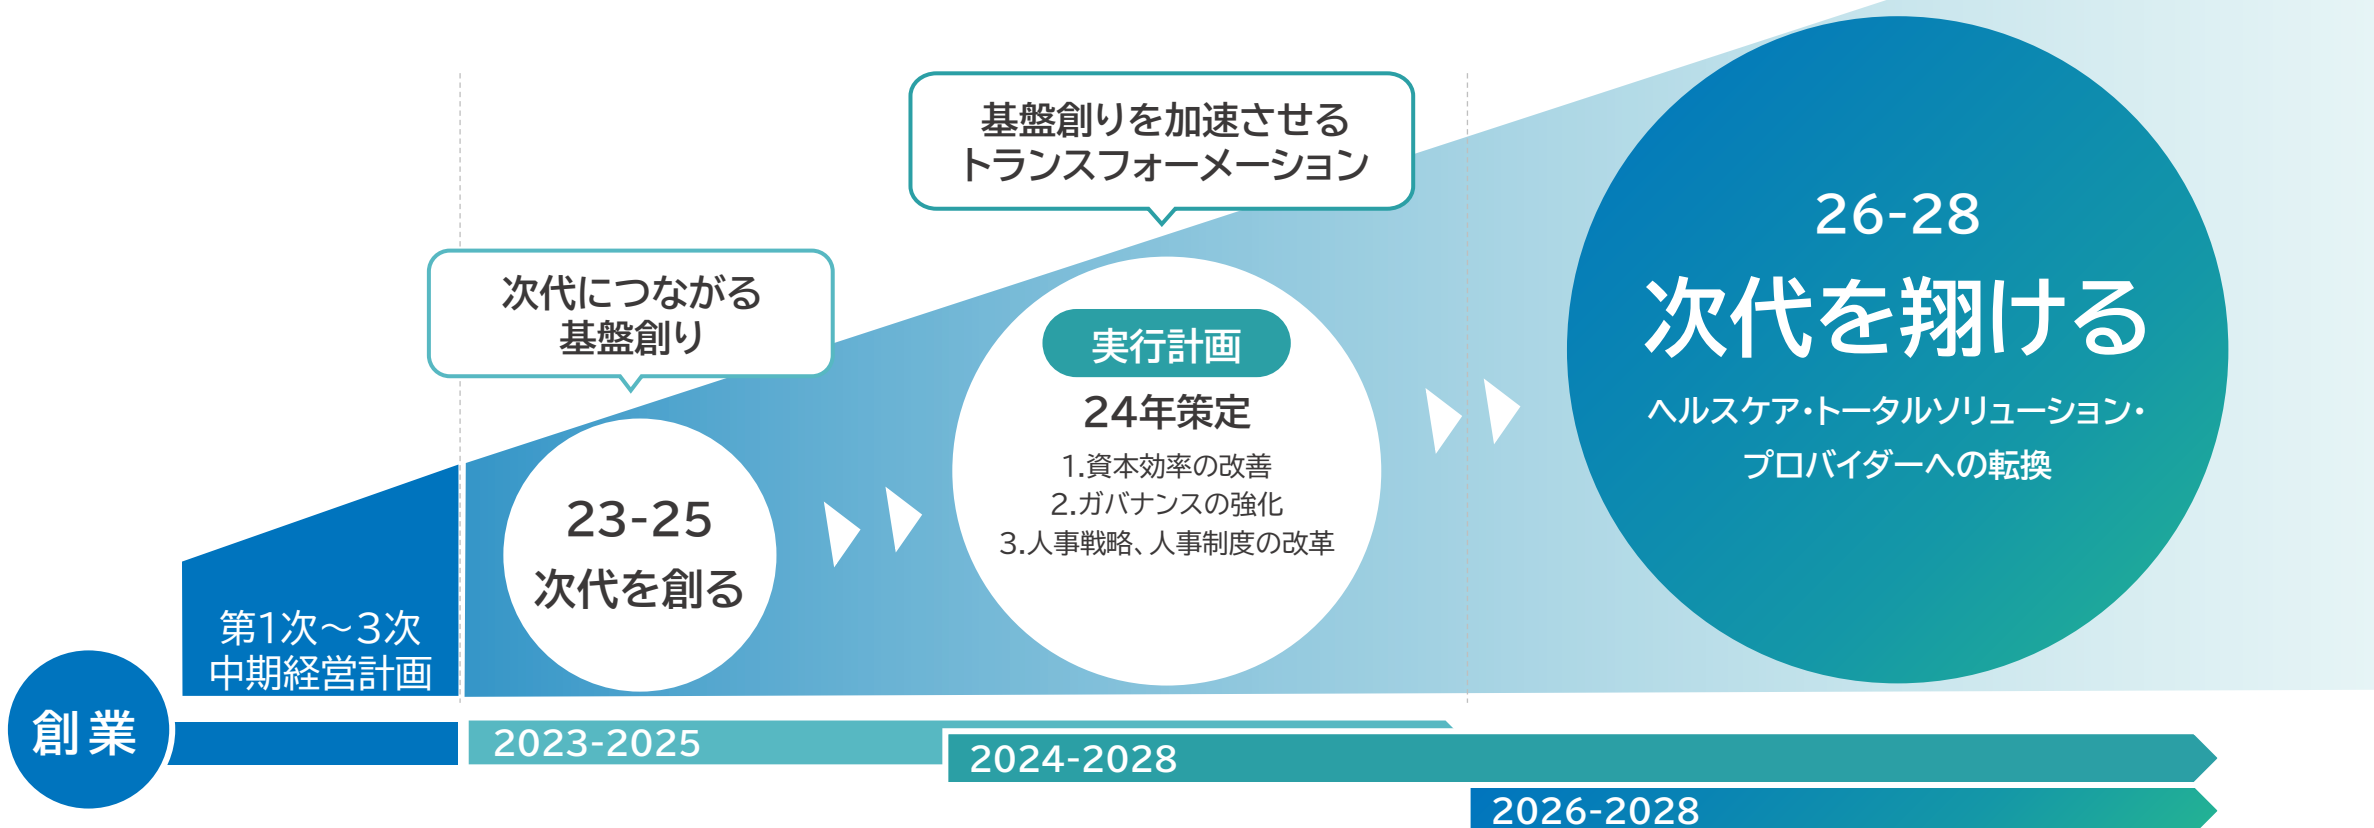 創業
第1次～3次
中期経営計画
次代につながる
基盤創り
23-25
次代を創る
基盤創りを加速させる
トランスフォーメーション
実行計画
24年策定
1.資本効率の改善
2.ガバナンスの強化
3.人事戦略、人事制度の改革
26-28
次代を翔ける
ヘルスケア・トータルソリューション・
プロバイダーへの転換
2023-2025
2024-2028
2026-2028